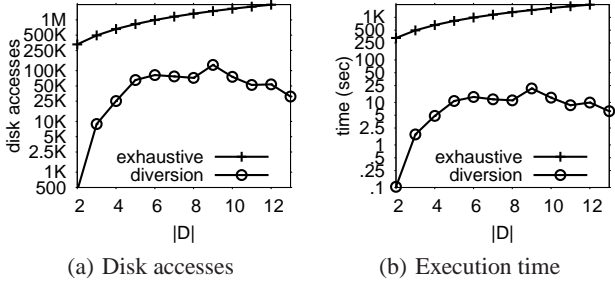 disk accesses
1M
500K
250K
100K
50K
25K
10K
5K
2.5K
1K
500
exhaustive
diversion
2 4 6 8 10 12
|D|
(a) Disk accesses
time (sec)
1K
500
250
100
50
25
10
5
2.5
1
.5
.25
.1
exhaustive
diversion
2 4 6 8 10 12
|D|
(b) Execution time